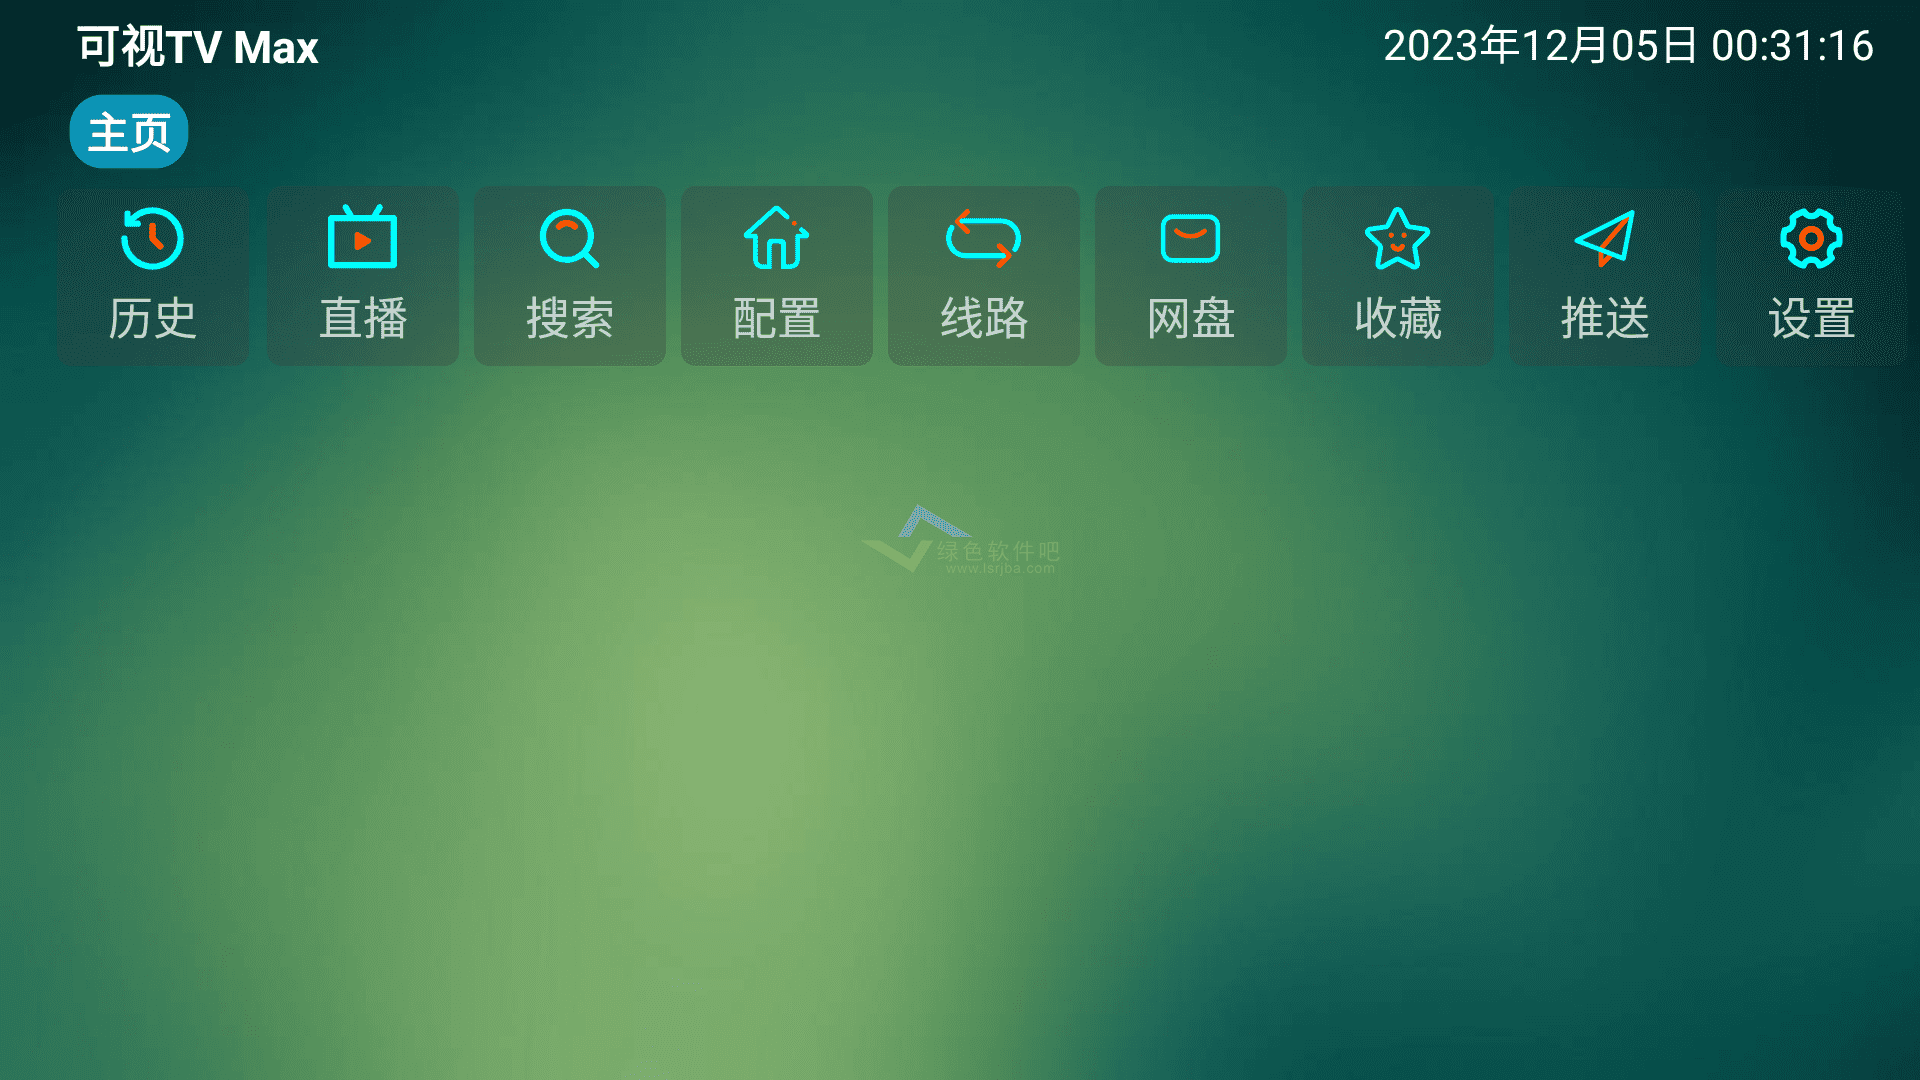 可视TV Max
2023年12月05日 00:31:16
主页
历史
直播
搜索
配置
线路
网盘
收藏
推送
设置
绿色软件吧
www.lsrjba.com